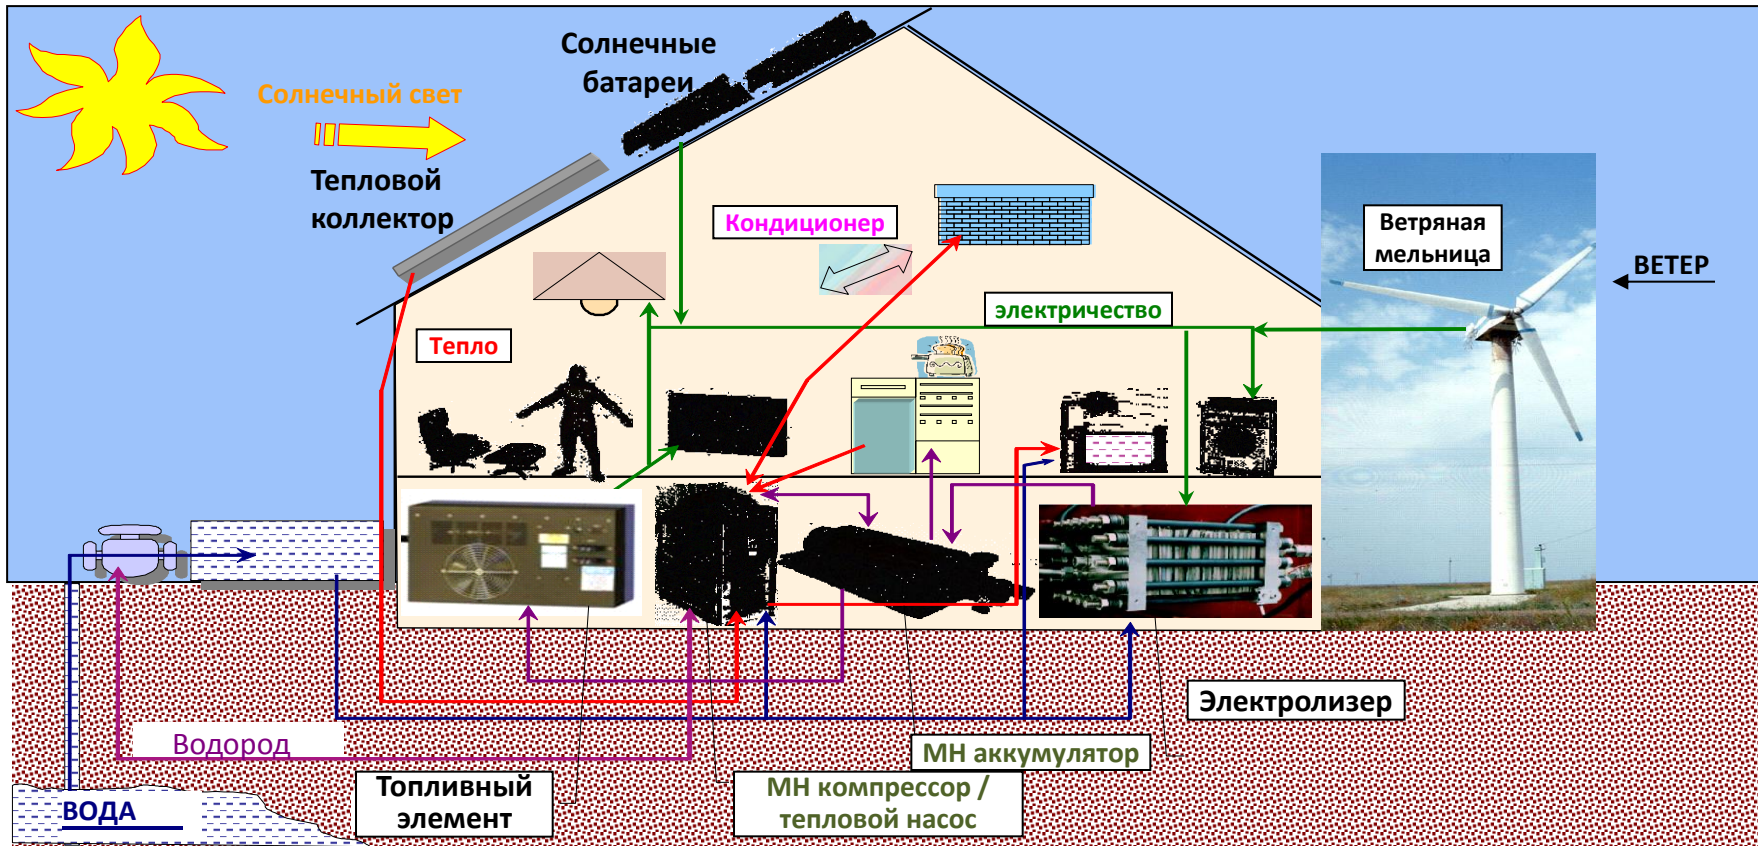 Солнечные
батареи
Солнечный свет
Тепловой
коллектор
Кондиционер
Ветряная
мельница
ВЕТЕР
электричество
Тепло
Электролизер
Водород
МН аккумулятор
Топливный
элемент
МН компрессор /
тепловой насос
ВОДА